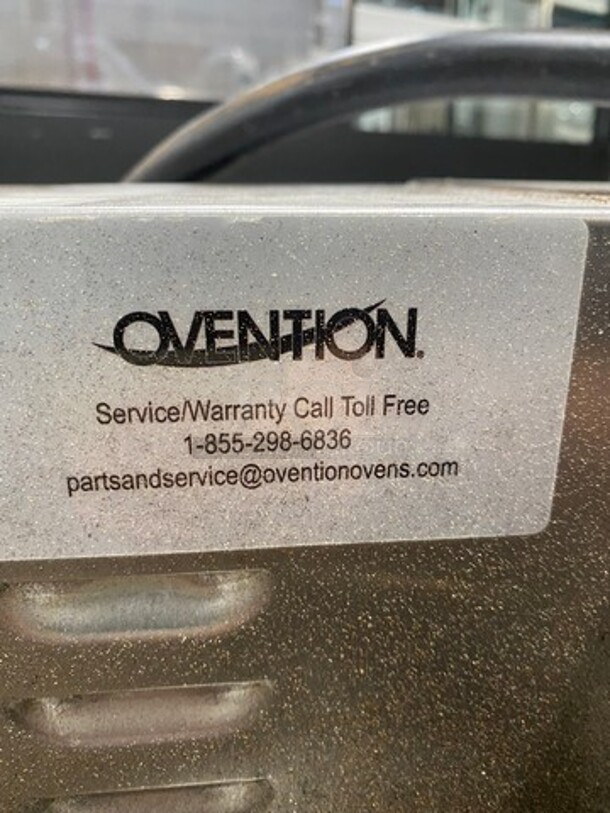 OVENTION.
Service/Warranty Call Toll Free
1-855-298-6836
partsandservice@oventionovens.com